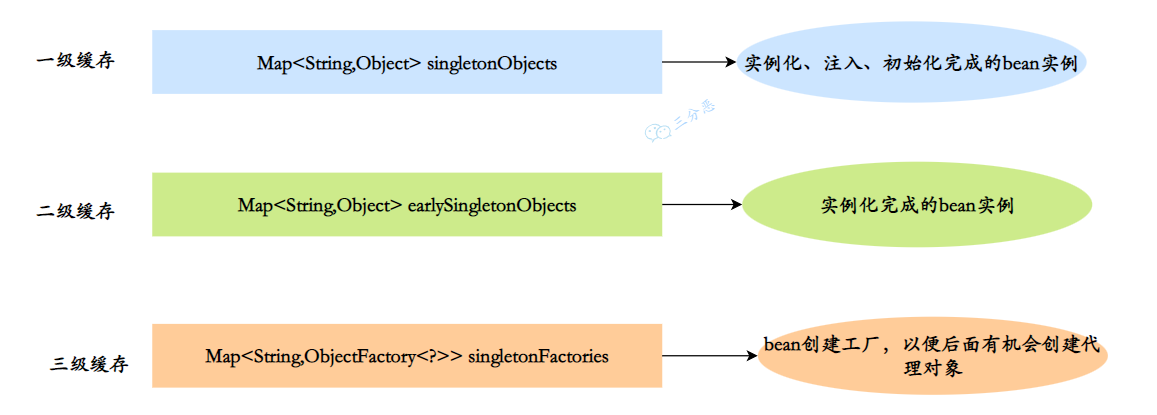 一级缓存
Map<String,Object> singletonObjects
实例化、注入、初始化完成的bean实例
三分恶
二级缓存
Map<String,Object> earlySingletonObjects
实例化完成的bean实例
三级缓存
Map<String,ObjectFactory<?>> singletonFactories
bean创建工厂，以便后面有机会创建代
理对象